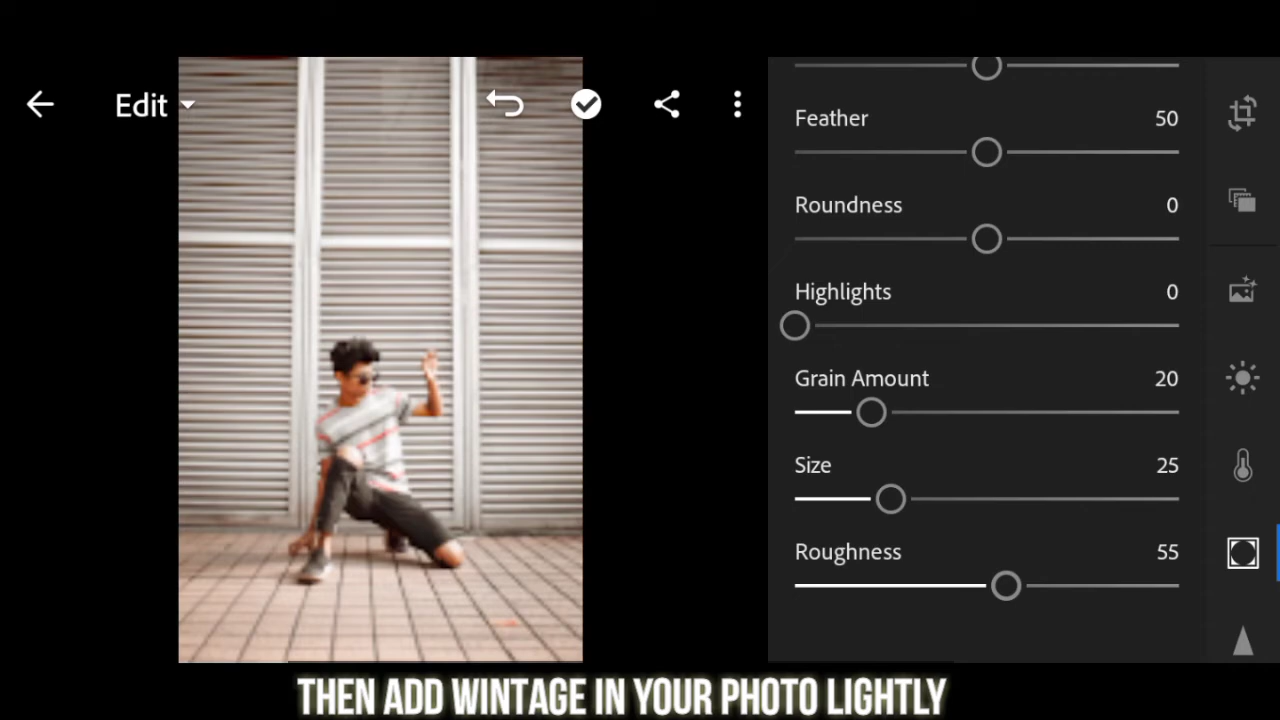 Edit
Feather 50
Roundness 0
Highlights 0
Grain Amount 20
Size 25
Roughness 55
THEN ADD WINTAGE IN YOUR PHOTO LIGHTLY